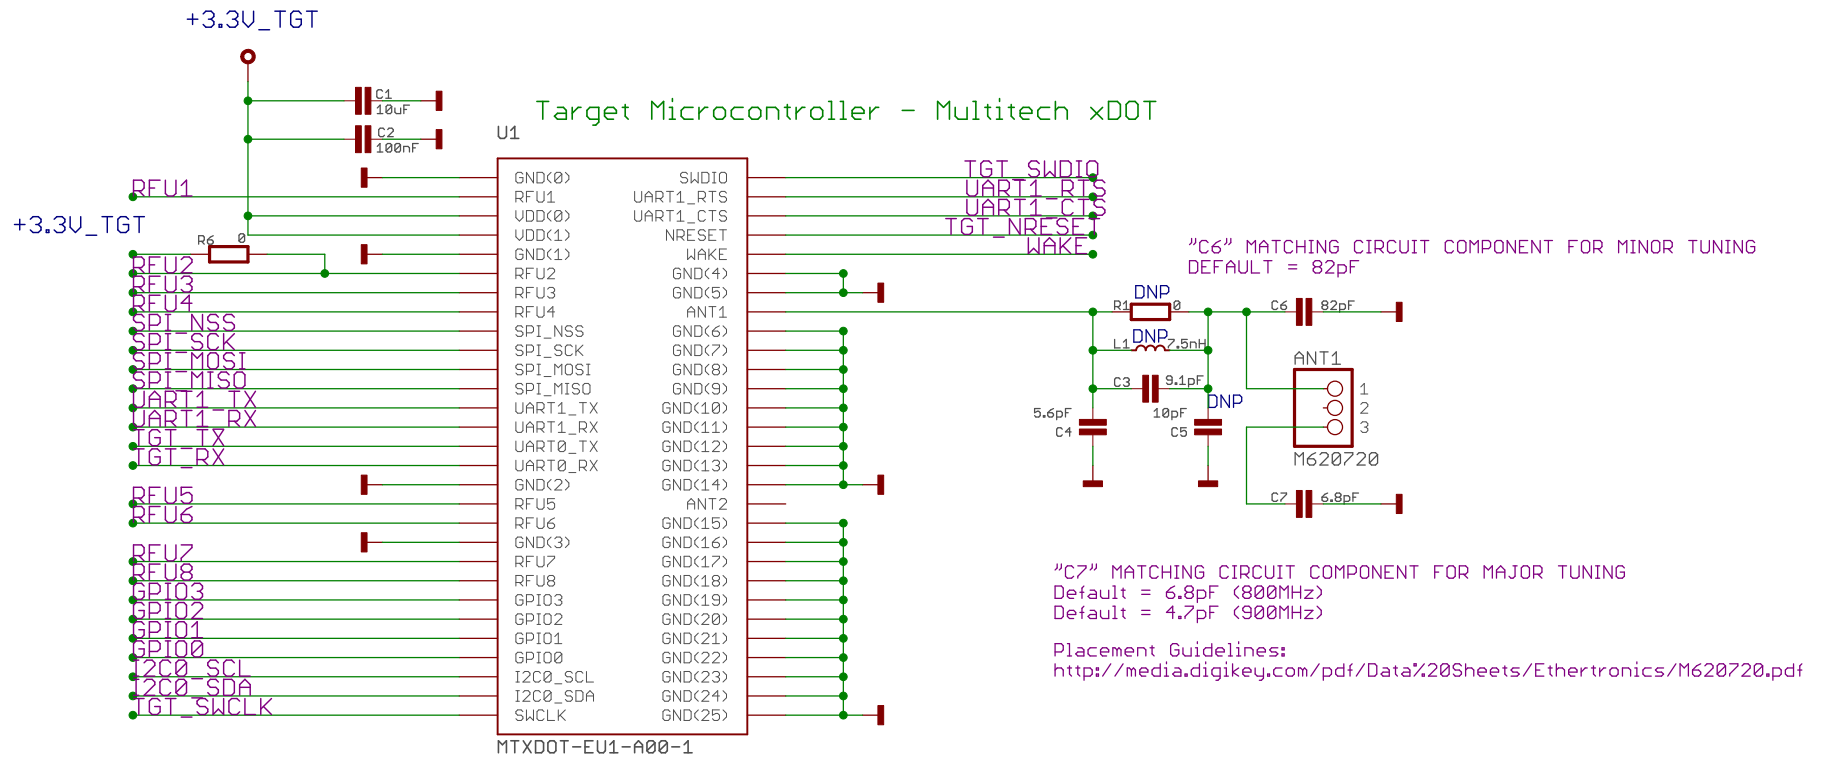 +3.3V_TGT
C1
10uF
C2
100nF
Target Microcontroller - Multitech xDOT
U1
RFU1
+3.3V_TGT
R6
0
RFU2
RFU3
RFU4
SPI_NSS
SPI_SCK
SPI_MOSI
SPI_MISO
UART1_TX
UART1_RX
TGT_TX
TGT_RX
RFU5
RFU6
RFU7
RFU8
GPIO3
GPIO2
GPIO1
GPIO0
I2C0_SCL
I2C0_SDA
TGT_SWCLK
GND(0)
RFU1
VDD(0)
VDD(1)
GND(1)
RFU2
RFU3
RFU4
SPI_NSS
SPI_SCK
SPI_MOSI
SPI_MISO
UART1_TX
UART1_RX
UART0_TX
UART0_RX
GND(2)
RFU5
RFU6
GND(3)
RFU7
RFU8
GPIO3
GPIO2
GPIO1
GPIO0
I2C0_SCL
I2C0_SDA
SWCLK
SWDIO
UART1_RTS
UART1_CTS
NRESET
WAKE
GND(4)
GND(5)
ANT1
GND(6)
GND(7)
GND(8)
GND(9)
GND(10)
GND(11)
GND(12)
GND(13)
GND(14)
ANT2
GND(15)
GND(16)
GND(17)
GND(18)
GND(19)
GND(20)
GND(21)
GND(22)
GND(23)
GND(24)
GND(25)
MTXDOT-EU1-A00-1
TGT_SWDIO
UART1_RTS
UART1_CTS
TGT_NRESET
WAKE
"C6" MATCHING CIRCUIT COMPONENT FOR MINOR TUNING
DEFAULT = 82pF
DNP
R1
0
C6
82pF
DNP
L1
7.5nH
ANT1
C3
9.1pF
1
DNP
2
5.6pF
C4
10pF
C5
3
M620720
C7
6.8pF
"C7" MATCHING CIRCUIT COMPONENT FOR MAJOR TUNING
Default = 6.8pF (800MHz)
Default = 4.7pF (900MHz)
Placement Guidelines:
http://media.digikey.com/pdf/Data%20Sheets/Ethertronics/M620720.pdf